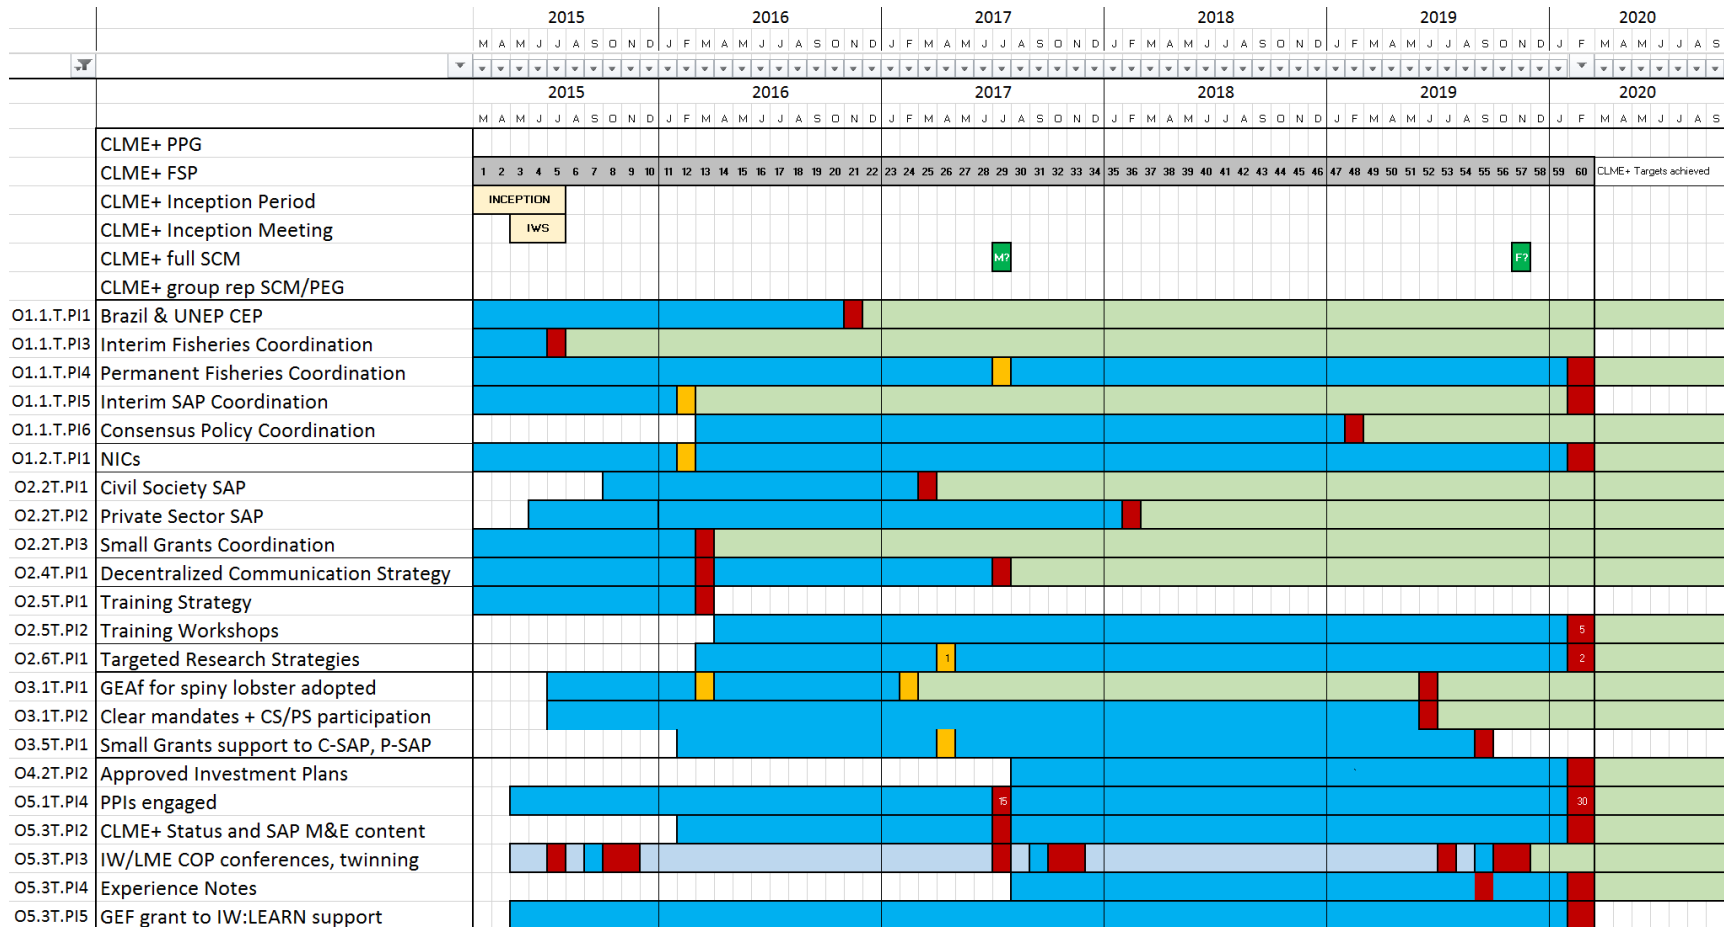 2015 2016 2017 2018 2019 2020
M A M J J A S O N D J F M A M J J A S O N D J F M A M J J A S O N D J F M A M J J A S O N D J F M A M J J A S O N D J F M A M J J A S
2015 2016 2017 2018 2019 2020
M A M J J A S O N D J F M A M J J A S O N D J F M A M J J A S O N D J F M A M J J A S O N D J F M A M J J A S O N D J F M A M J J A S
CLME+ PPG
CLME+ FSP 1 2 3 4 5 6 7 8 9 10 11 12 13 14 15 16 17 18 19 20 21 22 23 24 25 26 27 28 29 30 31 32 33 34 35 36 37 38 39 40 41 42 43 44 45 46 47 48 49 50 51 52 53 54 55 56 57 58 59 60 CLME+ Targets achieved
CLME+ Inception Period INCEPTION
CLME+ Inception Meeting IWS
CLME+ full SCM M? F?
CLME+ group rep SCM/PEG
O1.1.T.PI1 Brazil & UNEP CEP
O1.1.T.PI3 Interim Fisheries Coordination
O1.1.T.PI4 Permanent Fisheries Coordination
O1.1.T.PI5 Interim SAP Coordination
O1.1.T.PI6 Consensus Policy Coordination
O1.2.T.PI1 NICs
O2.2T.PI1 Civil Society SAP
O2.2T.PI2 Private Sector SAP
O2.2T.PI3 Small Grants Coordination
O2.4T.PI1 Decentralized Communication Strategy
O2.5T.PI1 Training Strategy
O2.5T.PI2 Training Workshops 5
O2.6T.PI1 Targeted Research Strategies 1 2
O3.1T.PI1 GEAf for spiny lobster adopted
O3.1T.PI2 Clear mandates + CS/PS participation
O3.5T.PI1 Small Grants support to C-SAP, P-SAP
O4.2T.PI2 Approved Investment Plans
O5.1T.PI4 PPIs engaged 15 30
O5.3T.PI2 CLME+ Status and SAP M&E content
O5.3T.PI3 IW/LME COP conferences, twinning
O5.3T.PI4 Experience Notes
O5.3T.PI5 GEF grant to IW:LEARN support